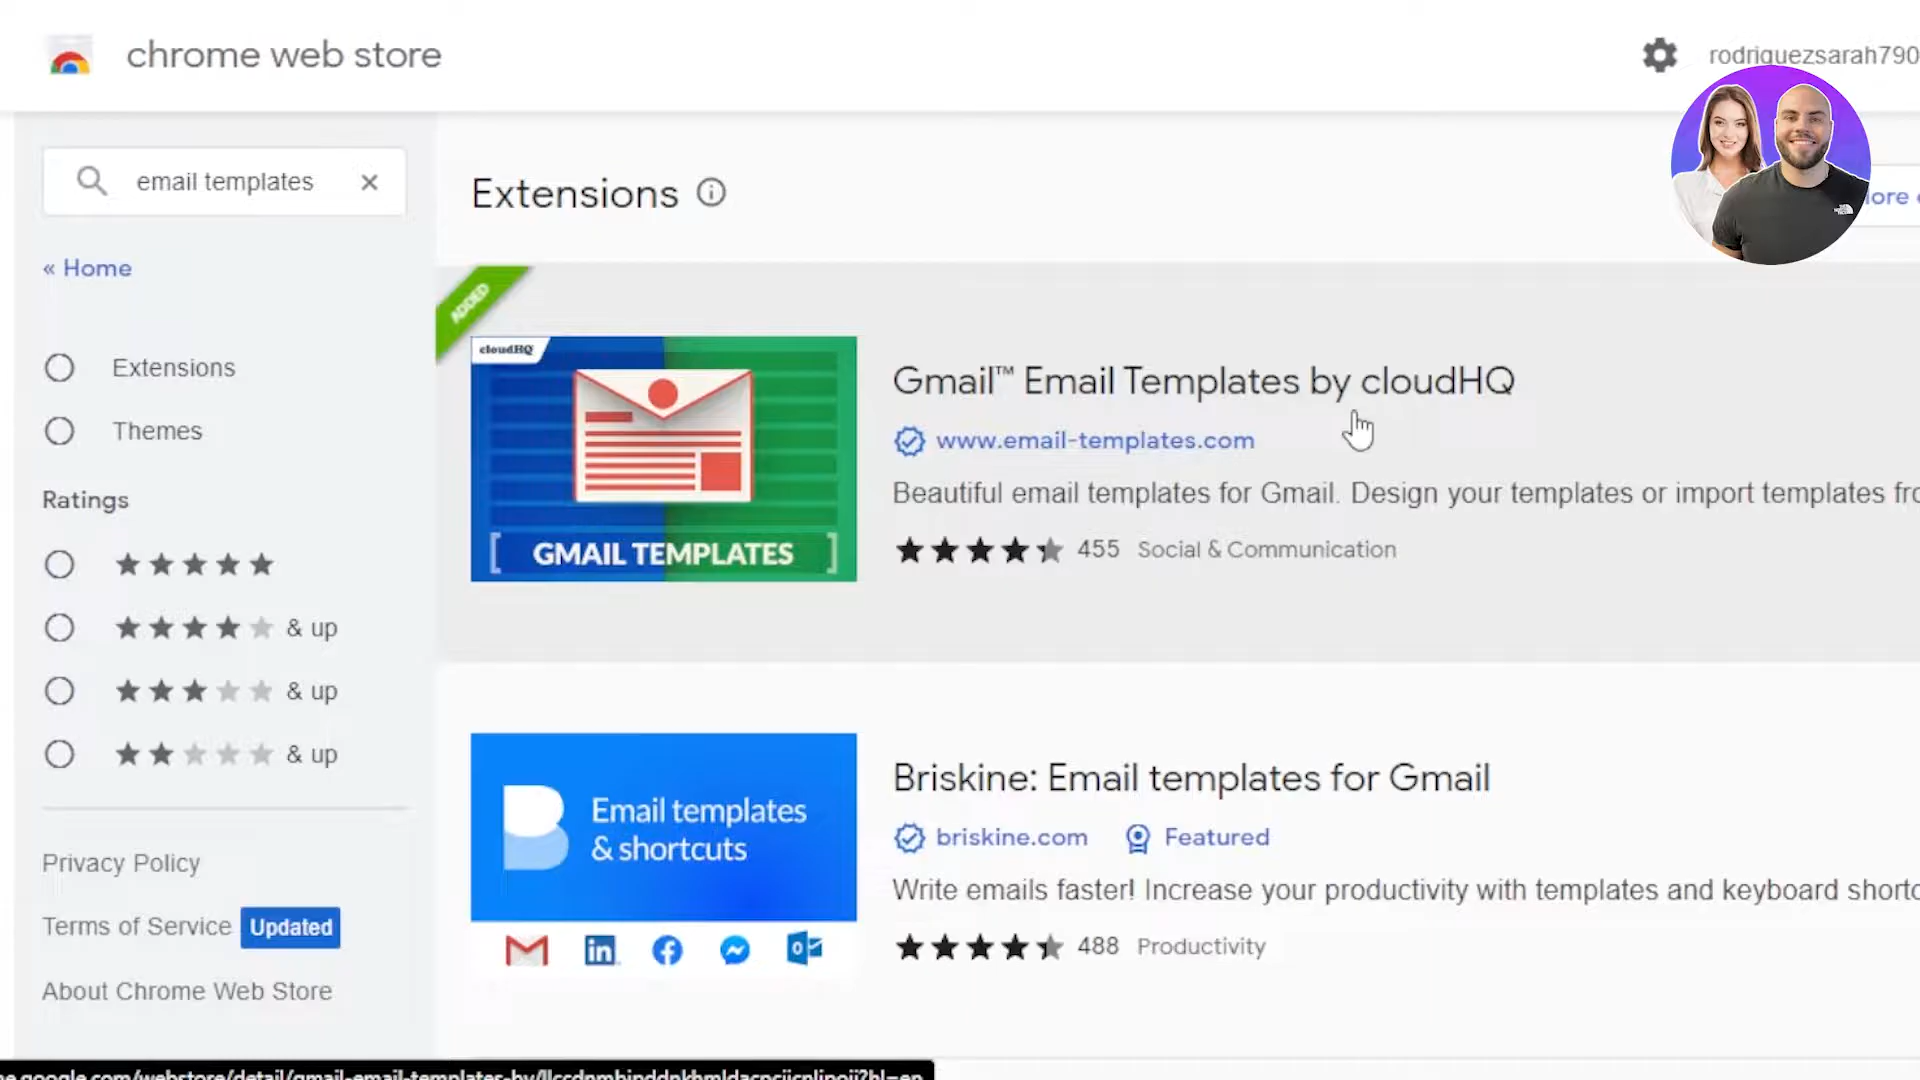 chrome web store
rodriguezsarah790
email templates
« Home
Extensions
Themes
Ratings
& up
& up
& up
Privacy Policy
Terms of Service Updated
About Chrome Web Store
Extensions
ADDED
cloudHQ
GMAIL TEMPLATES
Gmail™ Email Templates by cloudHQ
www.email-templates.com
Beautiful email templates for Gmail. Design your templates or import templates fro
455 Social & Communication
Email templates
& shortcuts
Briskine: Email templates for Gmail
briskine.com Featured
Write emails faster! Increase your productivity with templates and keyboard shortc
488 Productivity